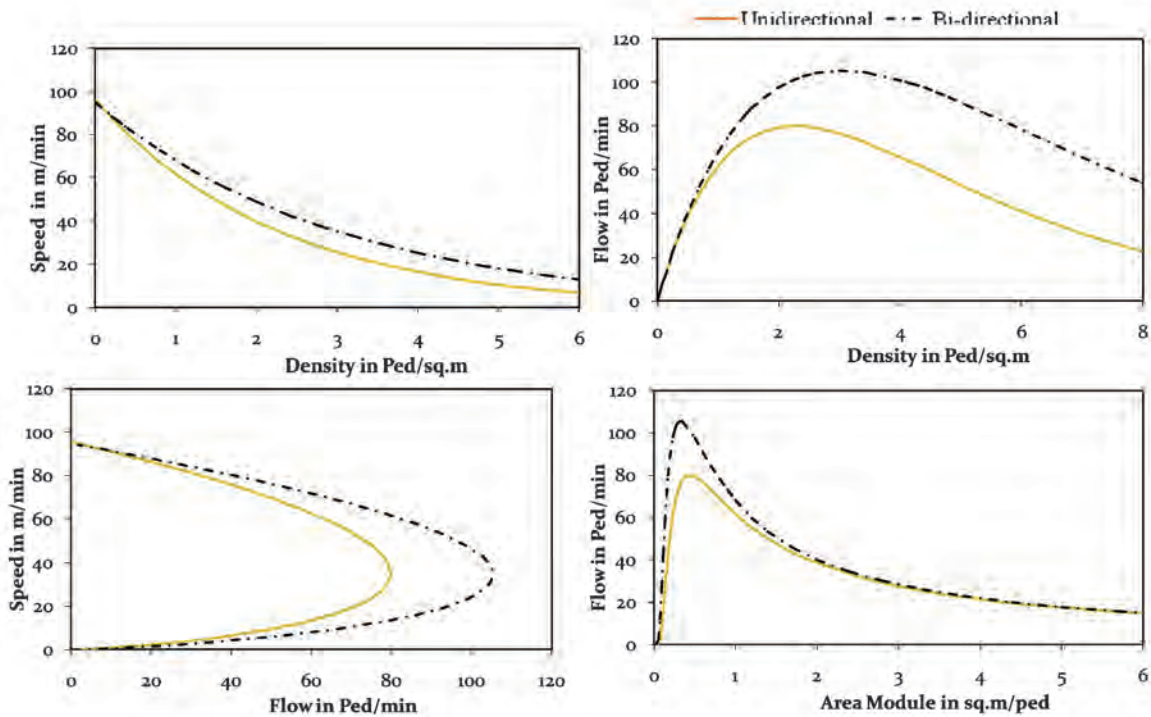 Unidirectional Bi-directional
120
100
80
60
40
20
0
Speed in m/min
0 1 2 3 4 5 6
Density in Ped/sq.m
120
100
80
60
40
20
0
Flow in Ped/min
0 2 4 6 8
Density in Ped/sq.m
120
100
80
60
40
20
0
Speed in m/min
0 20 40 60 80 100 120
Flow in Ped/min
120
100
80
60
40
20
0
Flow in Ped/min
0 1 2 3 4 5 6
Area Module in sq.m/ped